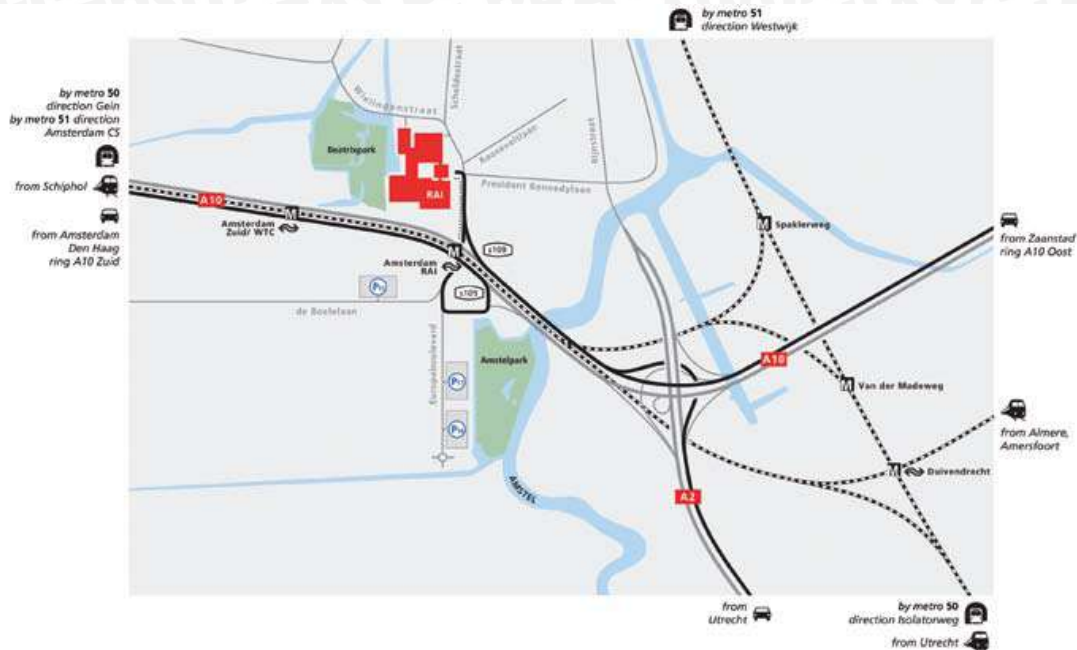 by metro 51
direction Westwijk
by metro 50
direction Gein
by metro 51 direction
Amsterdam CS
from Schiphol
from Amsterdam
Den Haag
ring A10 Zuid
Wielingenstraat
Scheldestraat
Beatrixpark
RAI
Rooseveltlaan
President Kennedylaan
Rijnstraat
A10
M
Amsterdam
Zuid/ WTC
M
Amsterdam
RAI
s109
s109
M
Spaklerweg
from Zaanstad
ring A10 Oost
de Boelelaan
Europaboulevard
Amstelpark
A10
M
Van der Madeweg
from Almere,
Amersfoort
M
Duivendrecht
AMSTEL
A2
from
Utrecht
by metro 50
direction Isolatorweg
from Utrecht